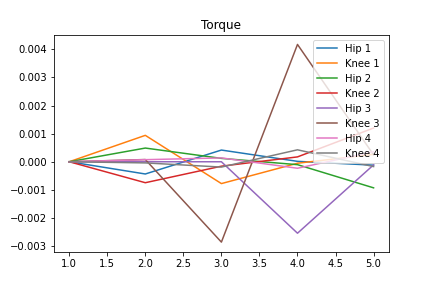 Torque
0.004
0.003
0.002
0.001
0.000
−0.001
−0.002
−0.003
1.0 1.5 2.0 2.5 3.0 3.5 4.0 4.5 5.0
Hip 1
Knee 1
Hip 2
Knee 2
Hip 3
Knee 3
Hip 4
Knee 4